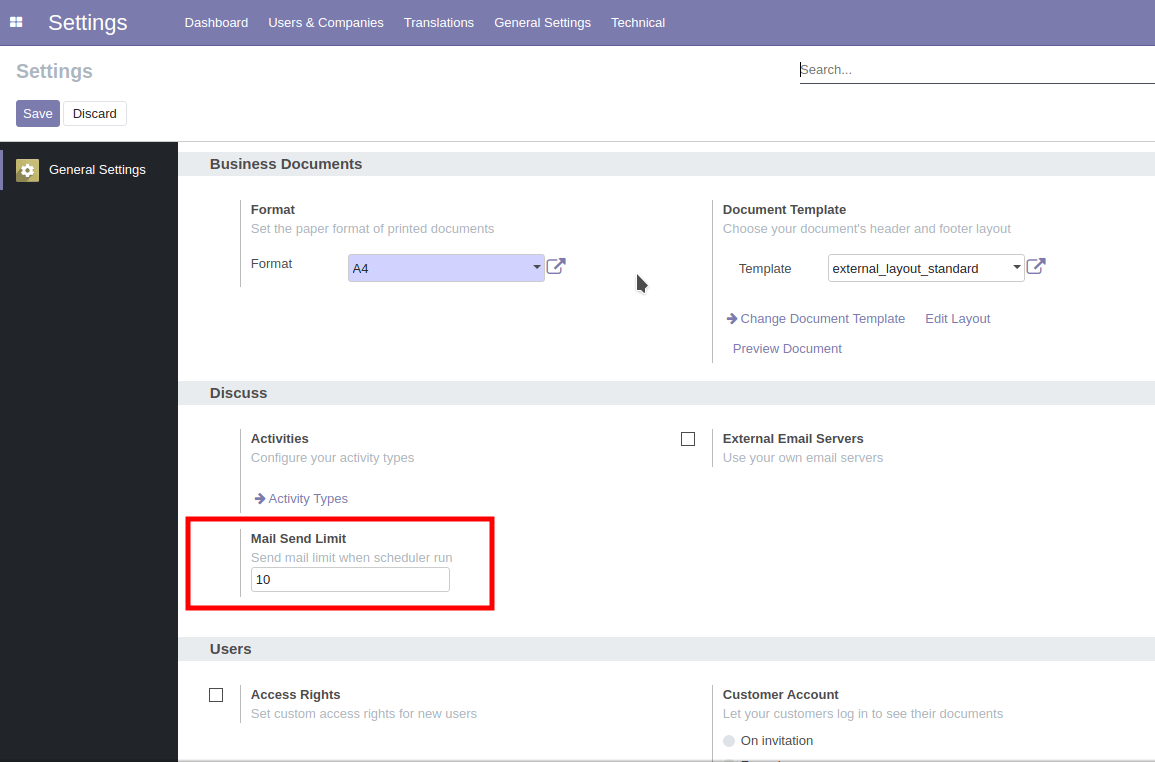 Settings
Dashboard Users & Companies Translations General Settings Technical
Settings
Search...
Save Discard
General Settings
Business Documents
Format
Set the paper format of printed documents
Format A4
Document Template
Choose your document's header and footer layout
Template external_layout_standard
Change Document Template Edit Layout
Preview Document
Discuss
Activities
Configure your activity types
Activity Types
External Email Servers
Use your own email servers
Mail Send Limit
Send mail limit when scheduler run
10
Users
Access Rights
Set custom access rights for new users
Customer Account
Let your customers log in to see their documents
On invitation